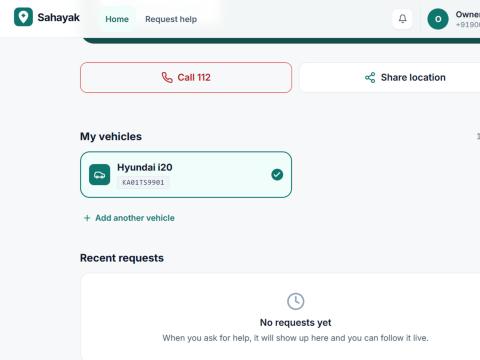 Sahayak
Home
Request help
O
Owner
+9190
Call 112
Share location
My vehicles
1
Hyundai i20
KA01TS9901
Add another vehicle
Recent requests
No requests yet
When you ask for help, it will show up here and you can follow it live.